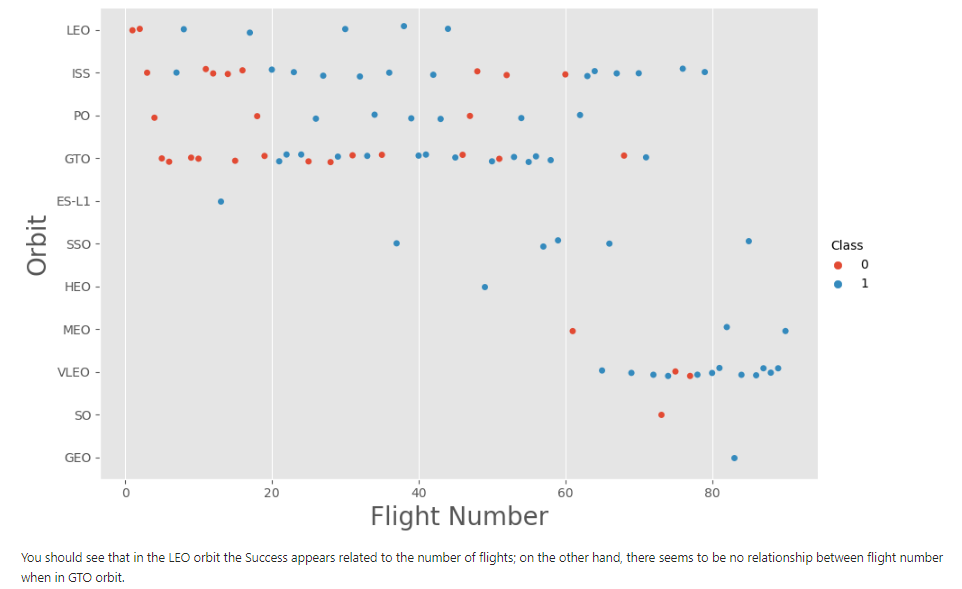 LEO
ISS
PO
GTO
ES-L1
SSO
HEO
MEO
VLEO
SO
GEO
Orbit
0 20 40 60 80
Flight Number
Class
0
1
You should see that in the LEO orbit the Success appears related to the number of flights; on the other hand, there seems to be no relationship between flight number
when in GTO orbit.